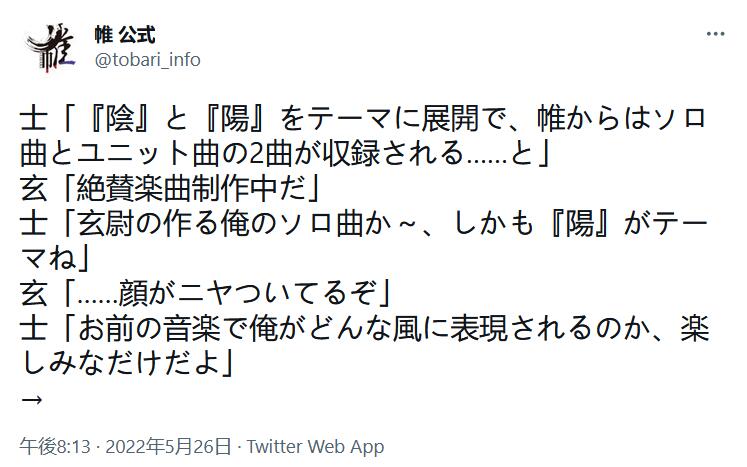 帷 公式
@tobari_info
士「『陰』と『陽』をテーマに展開で、帷からはソロ
曲とユニット曲の2曲が収録される……と」
玄「絶賛楽曲制作中だ」
士「玄尉の作る俺のソロ曲か～、しかも『陽』がテー
マね」
玄「……顔がニヤついてるぞ」
士「お前の音楽で俺がどんな風に表現されるのか、楽
しみなだけだよ」
→
午後8:13 · 2022年5月26日 · Twitter Web App